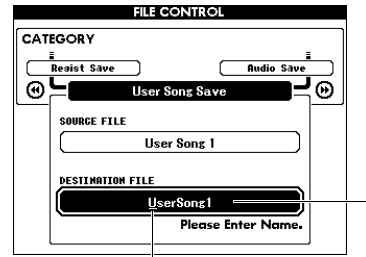 FILE CONTROL
CATEGORY
Regist Save
Audio Save
User Song Save
SOURCE FILE
User Song 1
DESTINATION FILE
UserSong1
Please Enter Name.